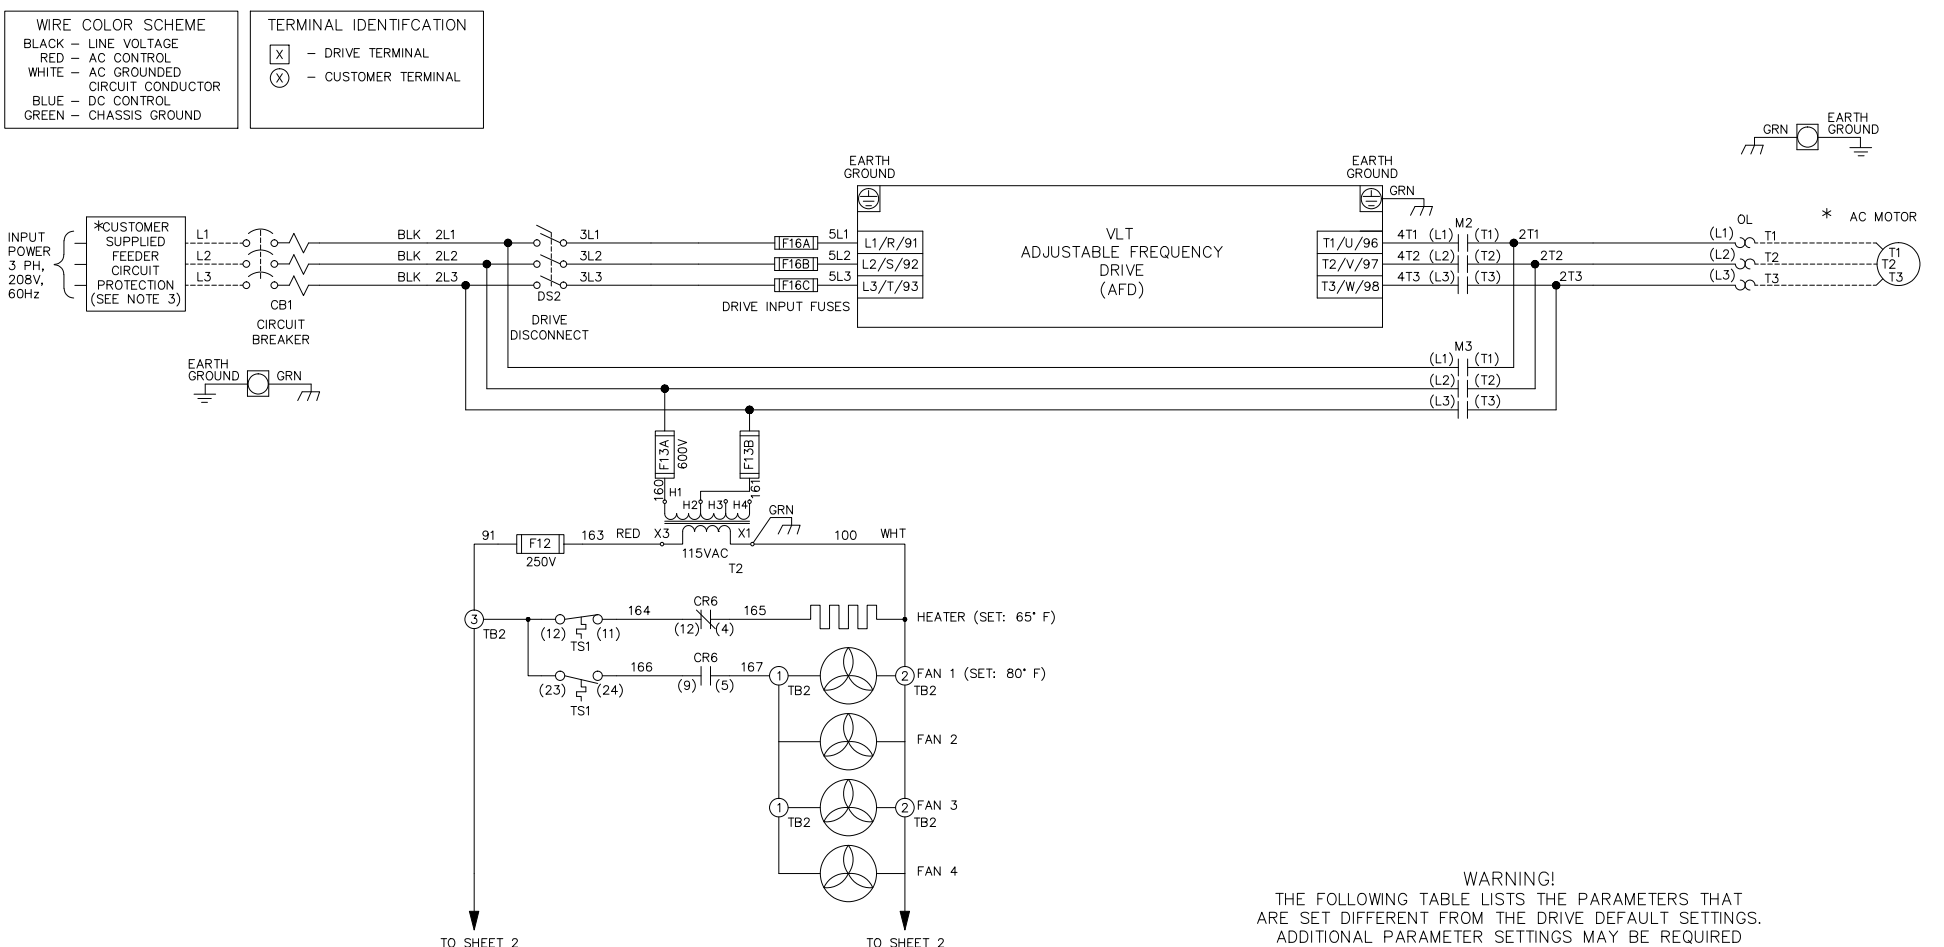 WIRE COLOR SCHEME
BLACK – LINE VOLTAGE
RED – AC CONTROL
WHITE – AC GROUNDED
CIRCUIT CONDUCTOR
BLUE – DC CONTROL
GREEN – CHASSIS GROUND
TERMINAL IDENTIFCATION
X – DRIVE TERMINAL
X – CUSTOMER TERMINAL
GRN
EARTH
GROUND
INPUT
POWER
3 PH,
208V,
60Hz
*CUSTOMER
SUPPLIED
FEEDER
CIRCUIT
PROTECTION
(SEE NOTE 3)
L1
L2
L3
CB1
CIRCUIT
BREAKER
EARTH
GROUND
GRN
BLK 2L1
BLK 2L2
BLK 2L3
DS2
DRIVE
DISCONNECT
3L1
3L2
3L3
F16A
F16B
F16C
5L1
5L2
5L3
DRIVE INPUT FUSES
EARTH
GROUND
L1/R/91
L2/S/92
L3/T/93
VLT
ADJUSTABLE FREQUENCY
DRIVE
(AFD)
EARTH
GROUND
GRN
T1/U/96
T2/V/97
T3/W/98
M2
4T1 (L1) (T1) 2T1
4T2 (L2) (T2) 2T2
4T3 (L3) (T3) 2T3
OL
(L1) T1
(L2) T2
(L3) T3
* AC MOTOR
T1
T2
T3
M3
(L1) (T1)
(L2) (T2)
(L3) (T3)
F13A
600V
F13B
160
H1
H2
H3
H4
161
GRN
91
F12
250V
163
RED
X3
X1
115VAC
T2
100
WHT
3
TB2
(12) (11)
TS1
164
CR6
(12) (4)
165
HEATER (SET: 65° F)
(23) (24)
TS1
166
CR6
(9) (5)
167
1
TB2
2
TB2
FAN 1 (SET: 80° F)
FAN 2
1
TB2
2
TB2
FAN 3
FAN 4
TO SHEET 2
TO SHEET 2
WARNING!
THE FOLLOWING TABLE LISTS THE PARAMETERS THAT
ARE SET DIFFERENT FROM THE DRIVE DEFAULT SETTINGS.
ADDITIONAL PARAMETER SETTINGS MAY BE REQUIRED